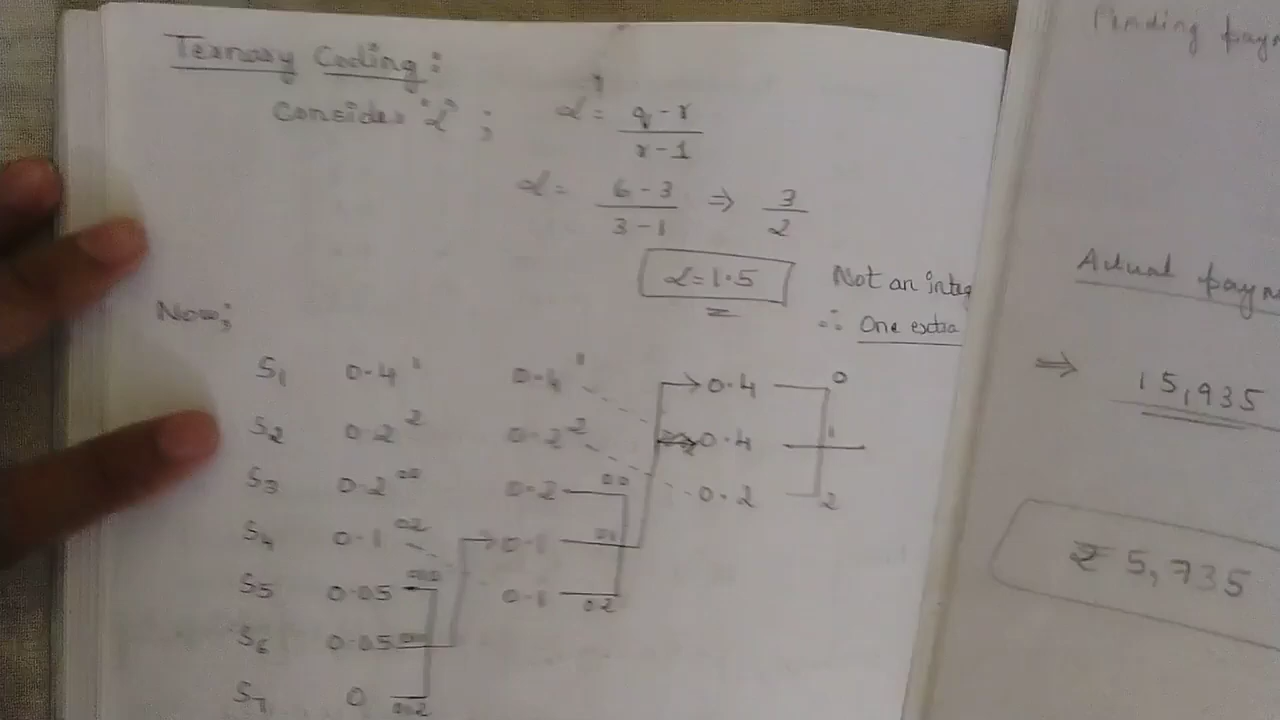 Ternary Coding:
Consider "α" ; α = q-r
r-1
α = 6-3 ⇒ 3
3-1 2
α=1.5 Not an integ
∴ One extra
Now;
S1 0.4 1 0.4 1 → 0.4 0
S2 0.2 2 0.2 2 → 0.4 1
S3 0.2 00 0.2 00 0.2 2
S4 0.1 02 → 0.1 01
S5 0.05 0.1 02
S6 0.05
S7 0
Pending paym
Actual paym
⇒ 15,935
₹ 5,735